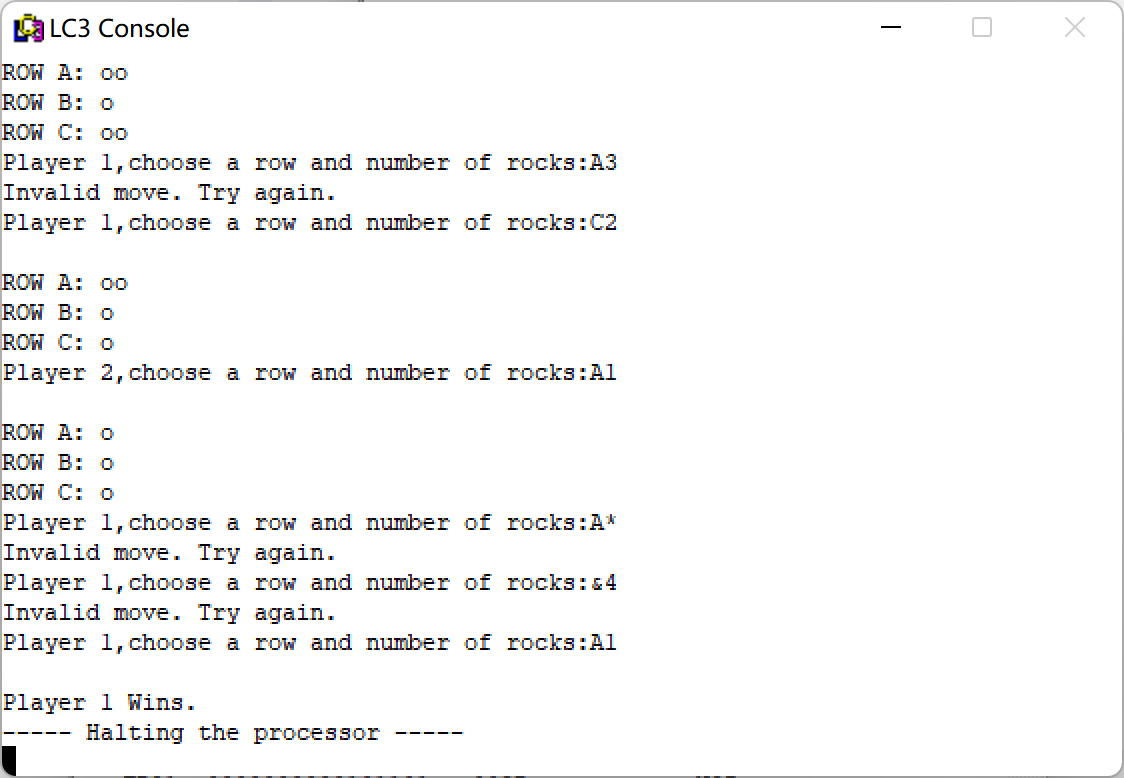 LC3 Console
ROW A: oo
ROW B: o
ROW C: oo
Player 1,choose a row and number of rocks:A3
Invalid move. Try again.
Player 1,choose a row and number of rocks:C2

ROW A: oo
ROW B: o
ROW C: o
Player 2,choose a row and number of rocks:A1

ROW A: o
ROW B: o
ROW C: o
Player 1,choose a row and number of rocks:A*
Invalid move. Try again.
Player 1,choose a row and number of rocks:&4
Invalid move. Try again.
Player 1,choose a row and number of rocks:A1

Player 1 Wins.
----- Halting the processor -----